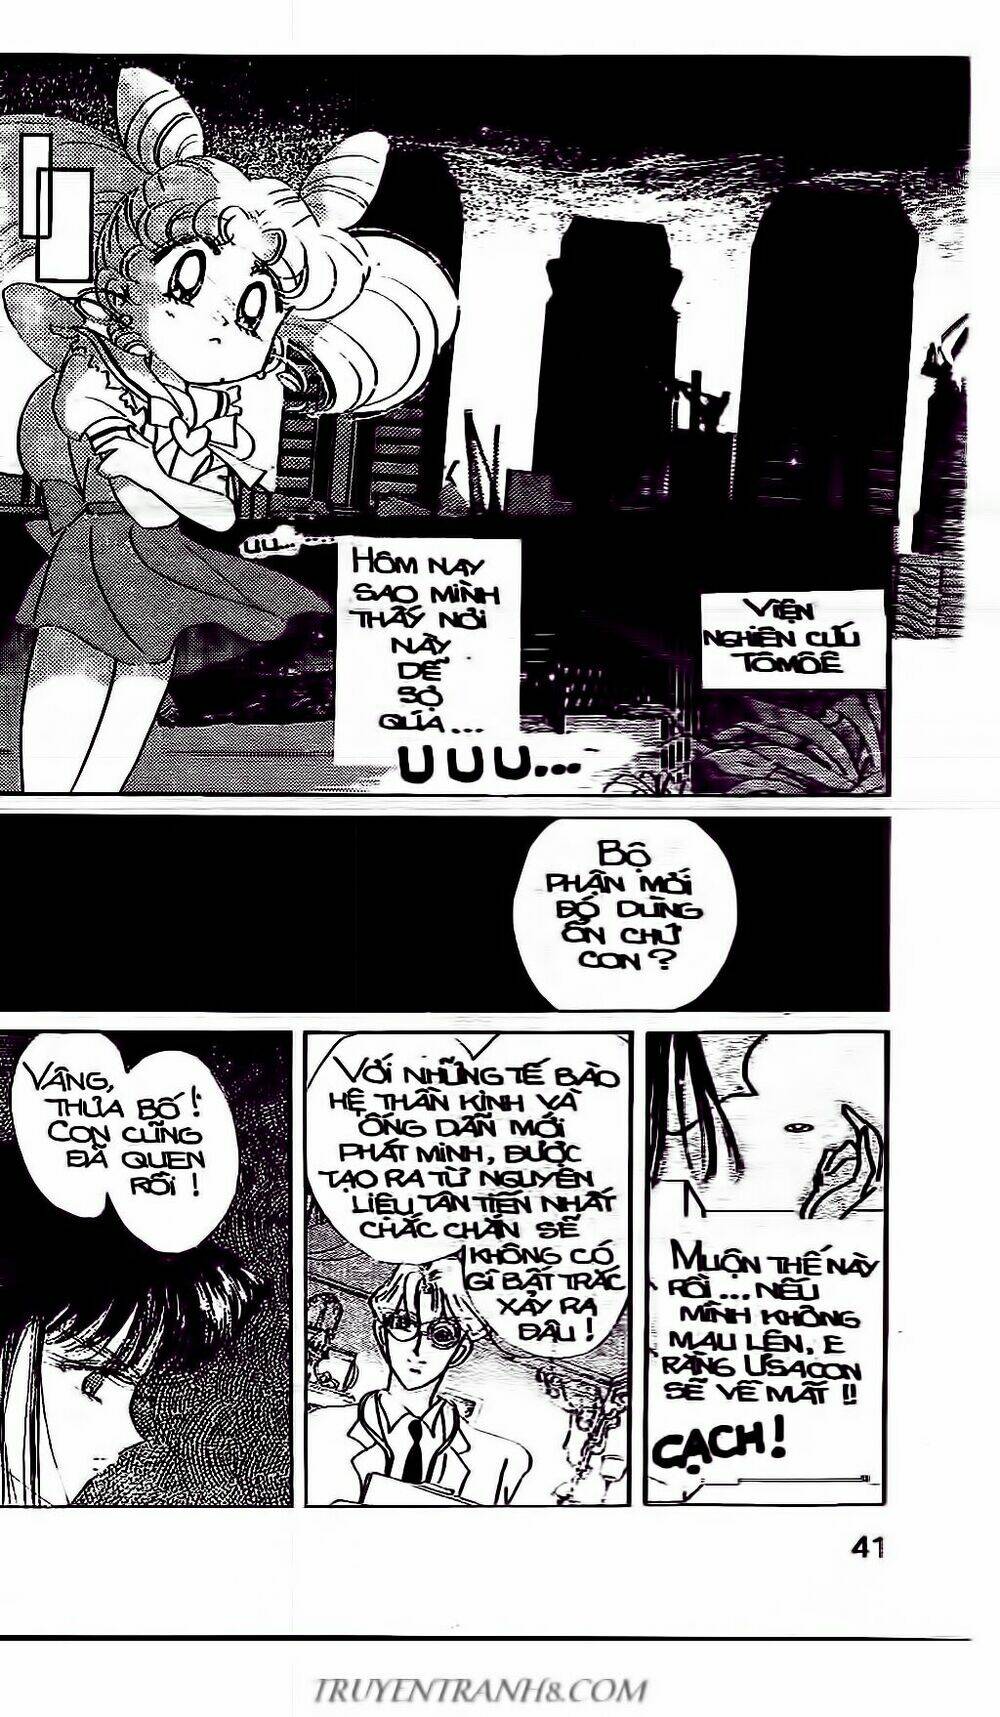 VIỆN
NGHIÊN CỨU
TÔMÔÊ
UU...
HÔM NAY
SAO MÌNH
THẤY NƠI
NÀY
DỄ
SỢ
QÚA...
UUU...
BỘ
PHẬN MỚI
ĐÓ DÙNG
ỔN CHỨ
CON?
MUỘN THẾ NÀY
RỒI... NẾU
MÌNH KHÔNG
MAU LÊN, E
RẰNG USACON
SẼ VỀ MẤT!!
CẠCH!
VỚI NHỮNG TẾ BÀO
HỆ THẦN KINH VÀ
ỐNG DẪN MỚI
PHÁT MINH, ĐƯỢC
TẠO RA TỪ NGUYÊN
LIỆU TÂN TIẾN NHẤT
CHẮC CHẮN SẼ
KHÔNG CÓ
GÌ BẤT TRẮC
XẢY RA
ĐÂU!
VÂNG,
THƯA BỐ!
CON CŨNG
ĐÃ QUEN
RỒI!
41
TRUYENTRANH8.COM